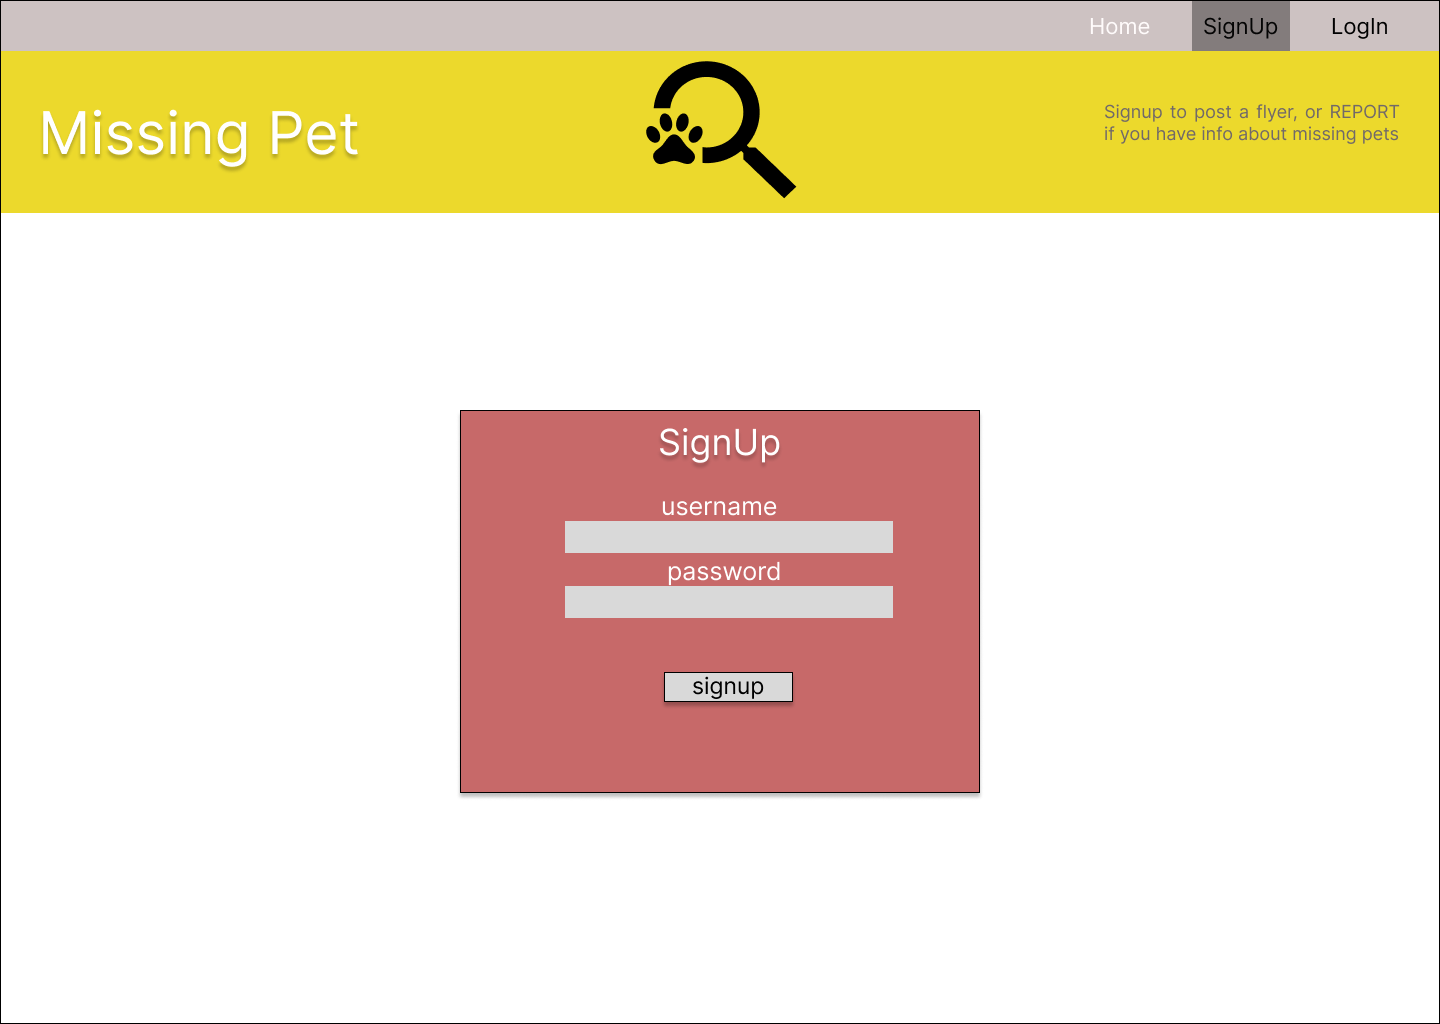 Home SignUp LogIn
Missing Pet
Signup to post a flyer, or REPORT
if you have info about missing pets
SignUp
username
password
signup